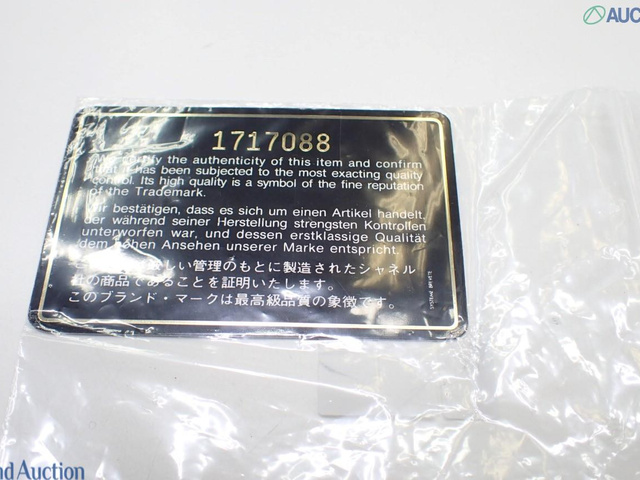 AUC
1717088
the authenticity of this item and confirm
has been subjected to the most exacting quality
control. Its high quality is a symbol of the fine reputation
of the Trademark.
Wir bestätigen, dass es sich um einen Artikel handelt,
der während seiner Herstellung strengsten Kontrollen
unterworfen war, und dessen erstklassige Qualität
dem hohen Ansehen unserer Marke entspricht.
しい管理のもとに製造されたシャネル
社の商品であることを証明いたします。
このブランド・マークは最高級品質の象徴です。
nd Auction